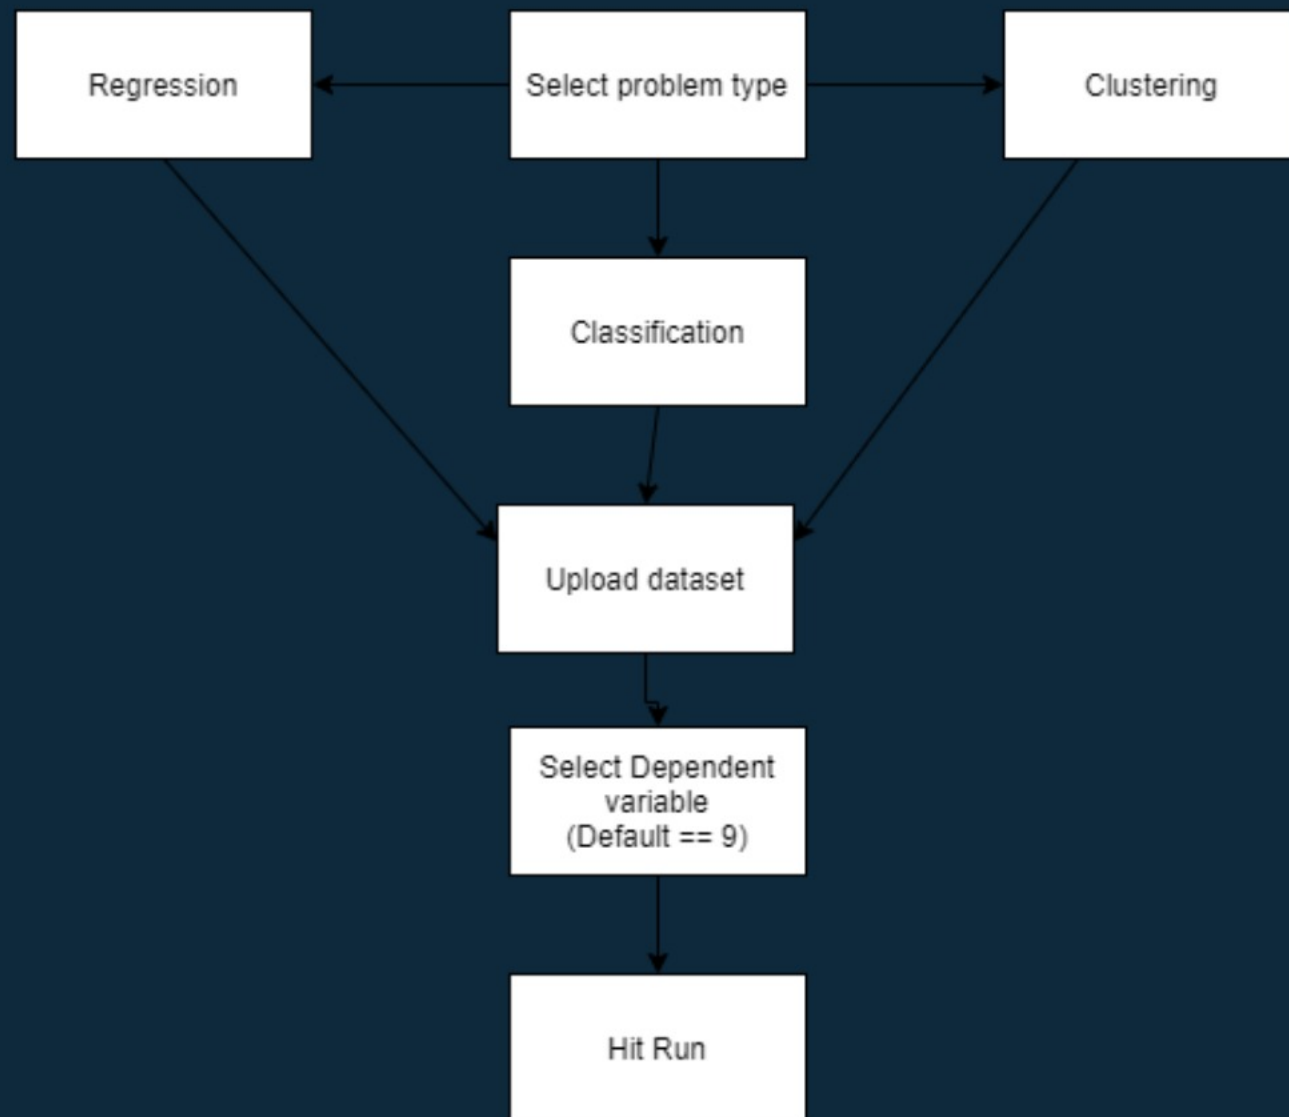 Regression
Select problem type
Clustering
Classification
Upload dataset
Select Dependent
variable
(Default == 9)
Hit Run